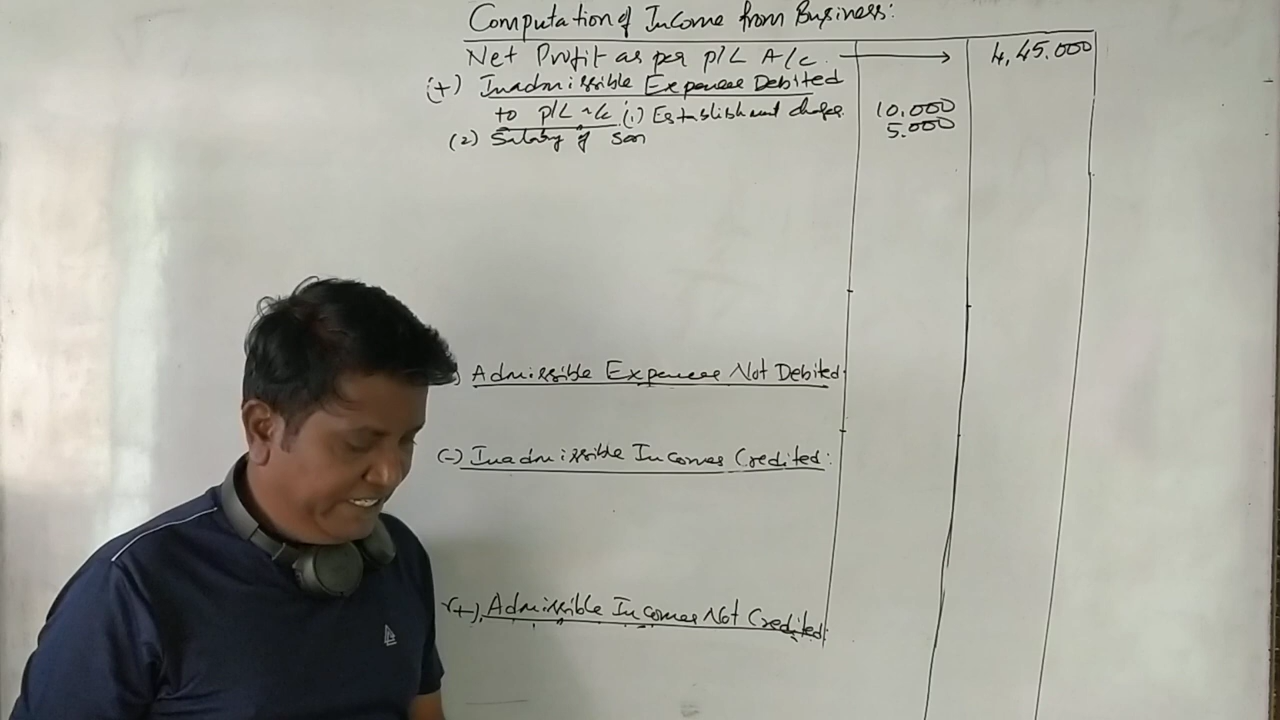 Computation of Income from Business:
Net Profit as per P/L A/c. 4,45,000
(+) Inadmissible Expenses Debited
to P/L A/c (1) Establishment charges 10,000
(2) Salary of Son 5,000
Admissible Expenses Not Debited
(-) Inadmissible Incomes Credited:
(+) Admissible Incomes Not Credited: